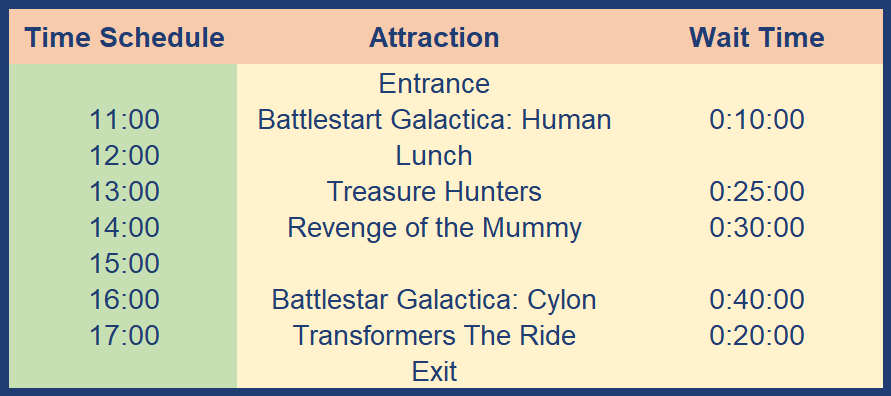 Time Schedule Attraction Wait Time
Entrance
11:00 Battlestart Galactica: Human 0:10:00
12:00 Lunch
13:00 Treasure Hunters 0:25:00
14:00 Revenge of the Mummy 0:30:00
15:00
16:00 Battlestar Galactica: Cylon 0:40:00
17:00 Transformers The Ride 0:20:00
Exit